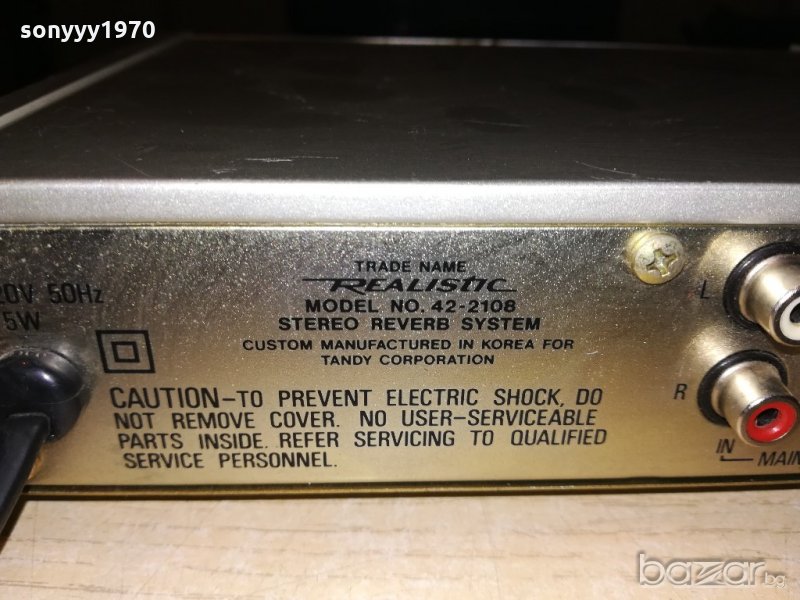 sonyyy1970
TRADE NAME
REALISTIC
MODEL NO. 42-2108
STEREO REVERB SYSTEM
CUSTOM MANUFACTURED IN KOREA FOR
TANDY CORPORATION
50Hz
5W
CAUTION-TO PREVENT ELECTRIC SHOCK, DO
NOT REMOVE COVER. NO USER-SERVICEABLE
PARTS INSIDE. REFER SERVICING TO QUALIFIED
SERVICE PERSONNEL.
L
R
IN
MAIN
bazar.bg